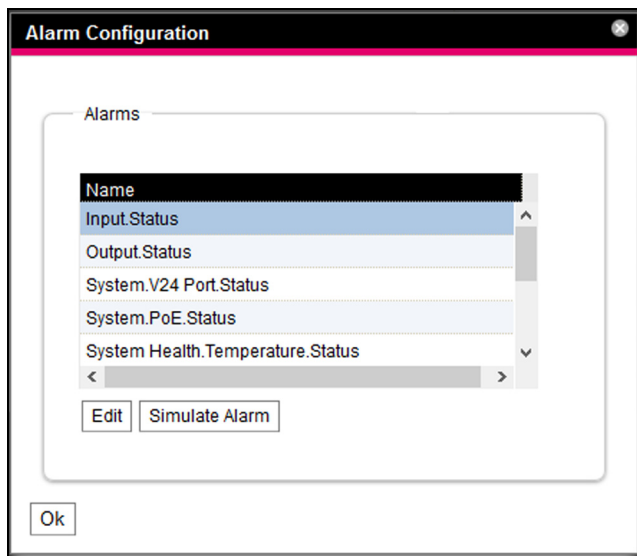 Alarm Configuration
Alarms
Name
Input.Status
Output.Status
System.V24 Port.Status
System.PoE.Status
System Health.Temperature.Status
Edit
Simulate Alarm
Ok